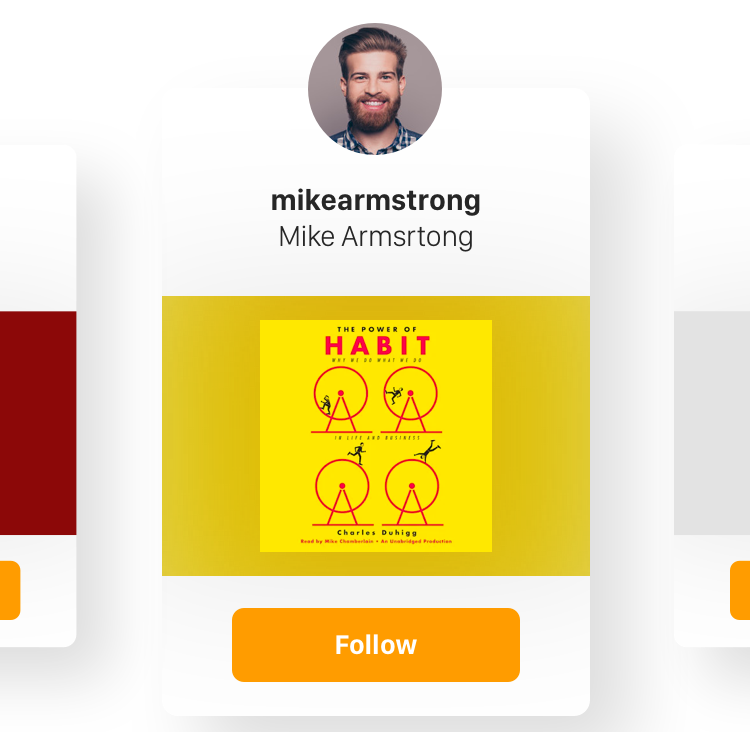 mikearmstrong
Mike Armsrtong
THE POWER OF
HABIT
WHY WE DO WHAT WE DO
IN LIFE AND BUSINESS
Charles Duhigg
Read by Mike Chamberlain • An Unabridged Production
Follow